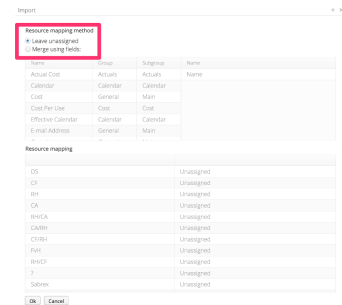 Import
Resource mapping method
Leave unassigned
Merge using fields:
Name Group Subgroup Name
Actual Cost Actuals Actuals Name
Calendar Calendar Calendar
Cost General Main
Cost Per Use Cost Cost
Effective Calendar Calendar Calendar
E-mail Address General Main
Resource mapping
OS Unassigned
CF Unassigned
RH Unassigned
CA Unassigned
RH/CA Unassigned
CA/RH Unassigned
CF/RH Unassigned
Unassigned
RH/CF Unassigned
? Unassigned
Sabrex Unassigned
Ok Cancel